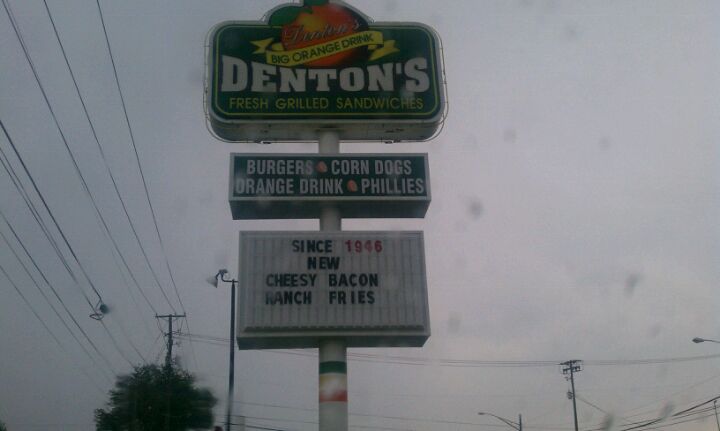 Denton's
BIG ORANGE DRINK
DENTON'S
FRESH GRILLED SANDWICHES
BURGERS CORN DOGS
ORANGE DRINK PHILLIES
SINCE 1946
NEW
CHEESY BACON
RANCH FRIES